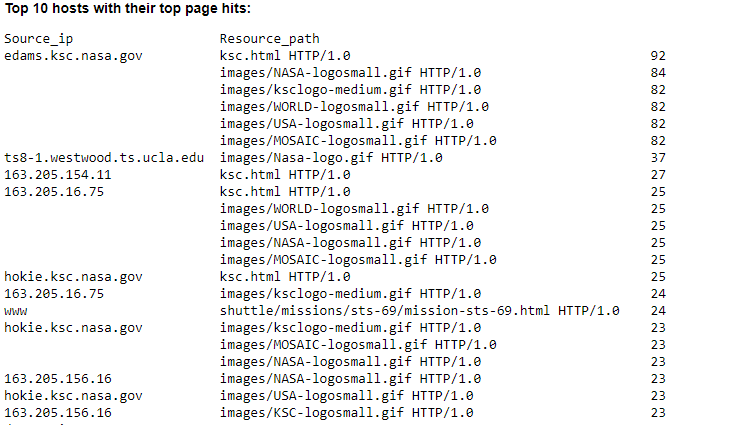 Top 10 hosts with their top page hits:
Source_ip Resource_path
edams.ksc.nasa.gov ksc.html HTTP/1.0 92
images/NASA-logosmall.gif HTTP/1.0 84
images/ksclogo-medium.gif HTTP/1.0 82
images/WORLD-logosmall.gif HTTP/1.0 82
images/USA-logosmall.gif HTTP/1.0 82
images/MOSAIC-logosmall.gif HTTP/1.0 82
ts8-1.westwood.ts.ucla.edu images/Nasa-logo.gif HTTP/1.0 37
163.205.154.11 ksc.html HTTP/1.0 27
163.205.16.75 ksc.html HTTP/1.0 25
images/WORLD-logosmall.gif HTTP/1.0 25
images/USA-logosmall.gif HTTP/1.0 25
images/NASA-logosmall.gif HTTP/1.0 25
images/MOSAIC-logosmall.gif HTTP/1.0 25
hokie.ksc.nasa.gov ksc.html HTTP/1.0 25
163.205.16.75 images/ksclogo-medium.gif HTTP/1.0 24
www shuttle/missions/sts-69/mission-sts-69.html HTTP/1.0 24
hokie.ksc.nasa.gov images/ksclogo-medium.gif HTTP/1.0 23
images/MOSAIC-logosmall.gif HTTP/1.0 23
images/NASA-logosmall.gif HTTP/1.0 23
163.205.156.16 images/NASA-logosmall.gif HTTP/1.0 23
hokie.ksc.nasa.gov images/USA-logosmall.gif HTTP/1.0 23
163.205.156.16 images/KSC-logosmall.gif HTTP/1.0 23